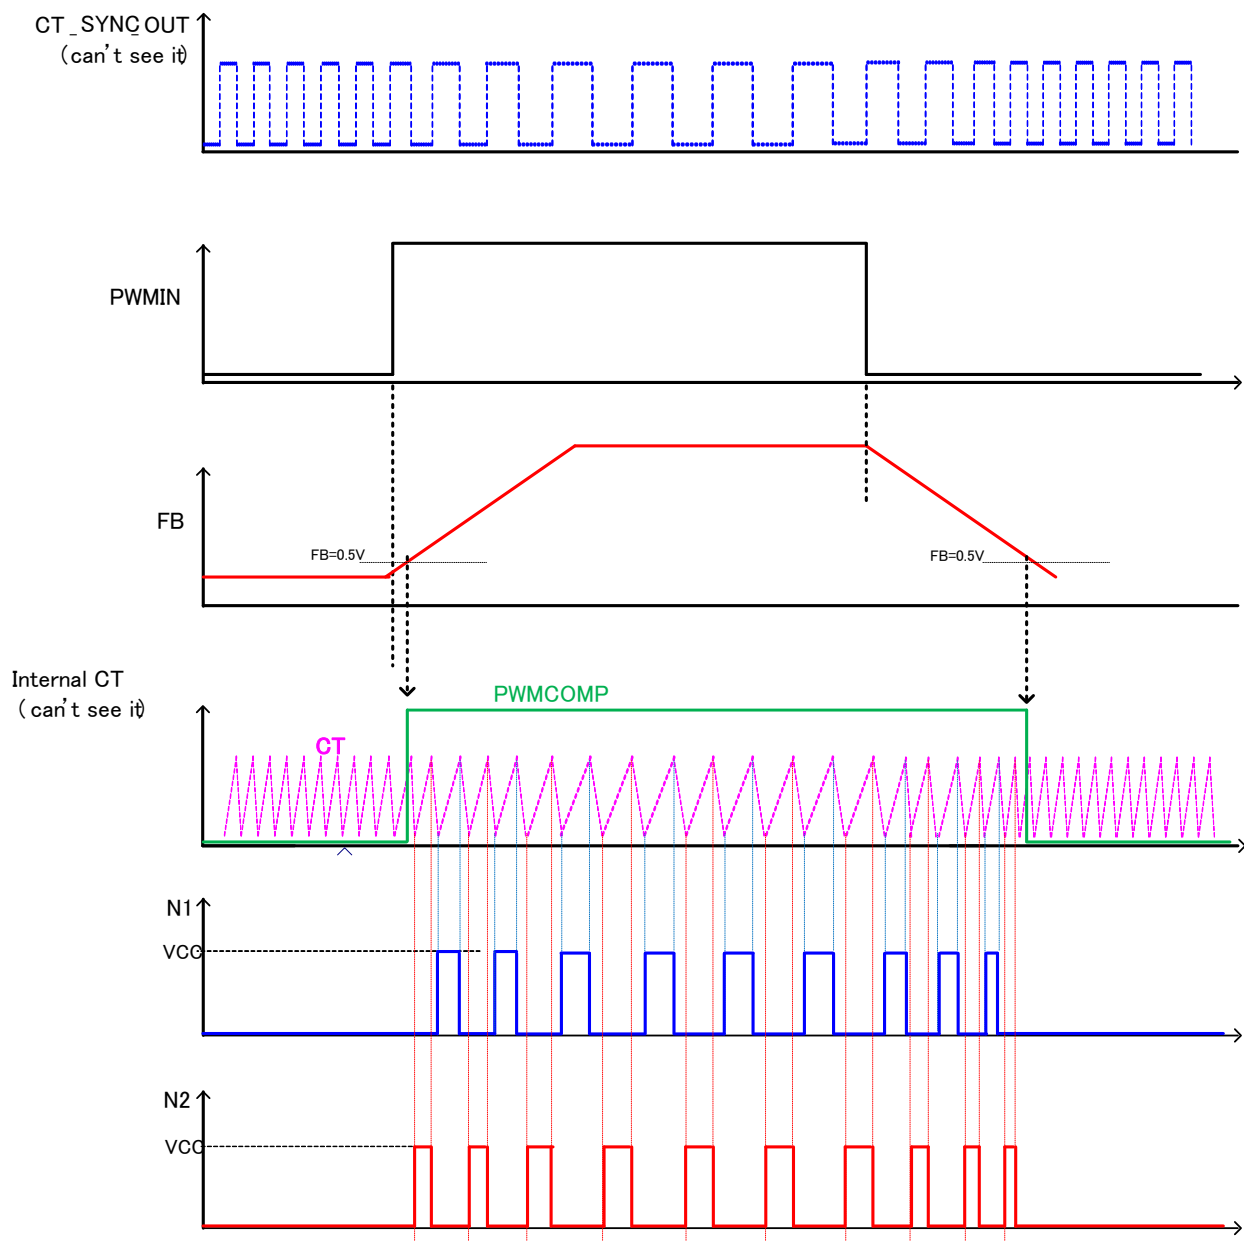 CT_SYNC OUT
(can't see it)
PWMIN
FB
FB=0.5V
FB=0.5V
Internal CT
(can't see it)
PWMCOMP
CT
N1
VCC
N2
VCC